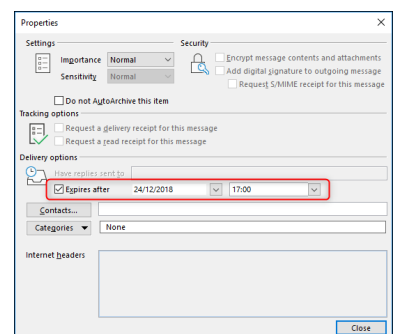 Properties
Settings
Security
Importance Normal
Encrypt message contents and attachments
Sensitivity Normal
Add digital signature to outgoing message
Request S/MIME receipt for this message
Do not AutoArchive this item
Tracking options
Request a delivery receipt for this message
Request a read receipt for this message
Delivery options
Have replies sent to
Expires after 24/12/2018 17:00
Contacts...
Categories None
Internet headers
Close